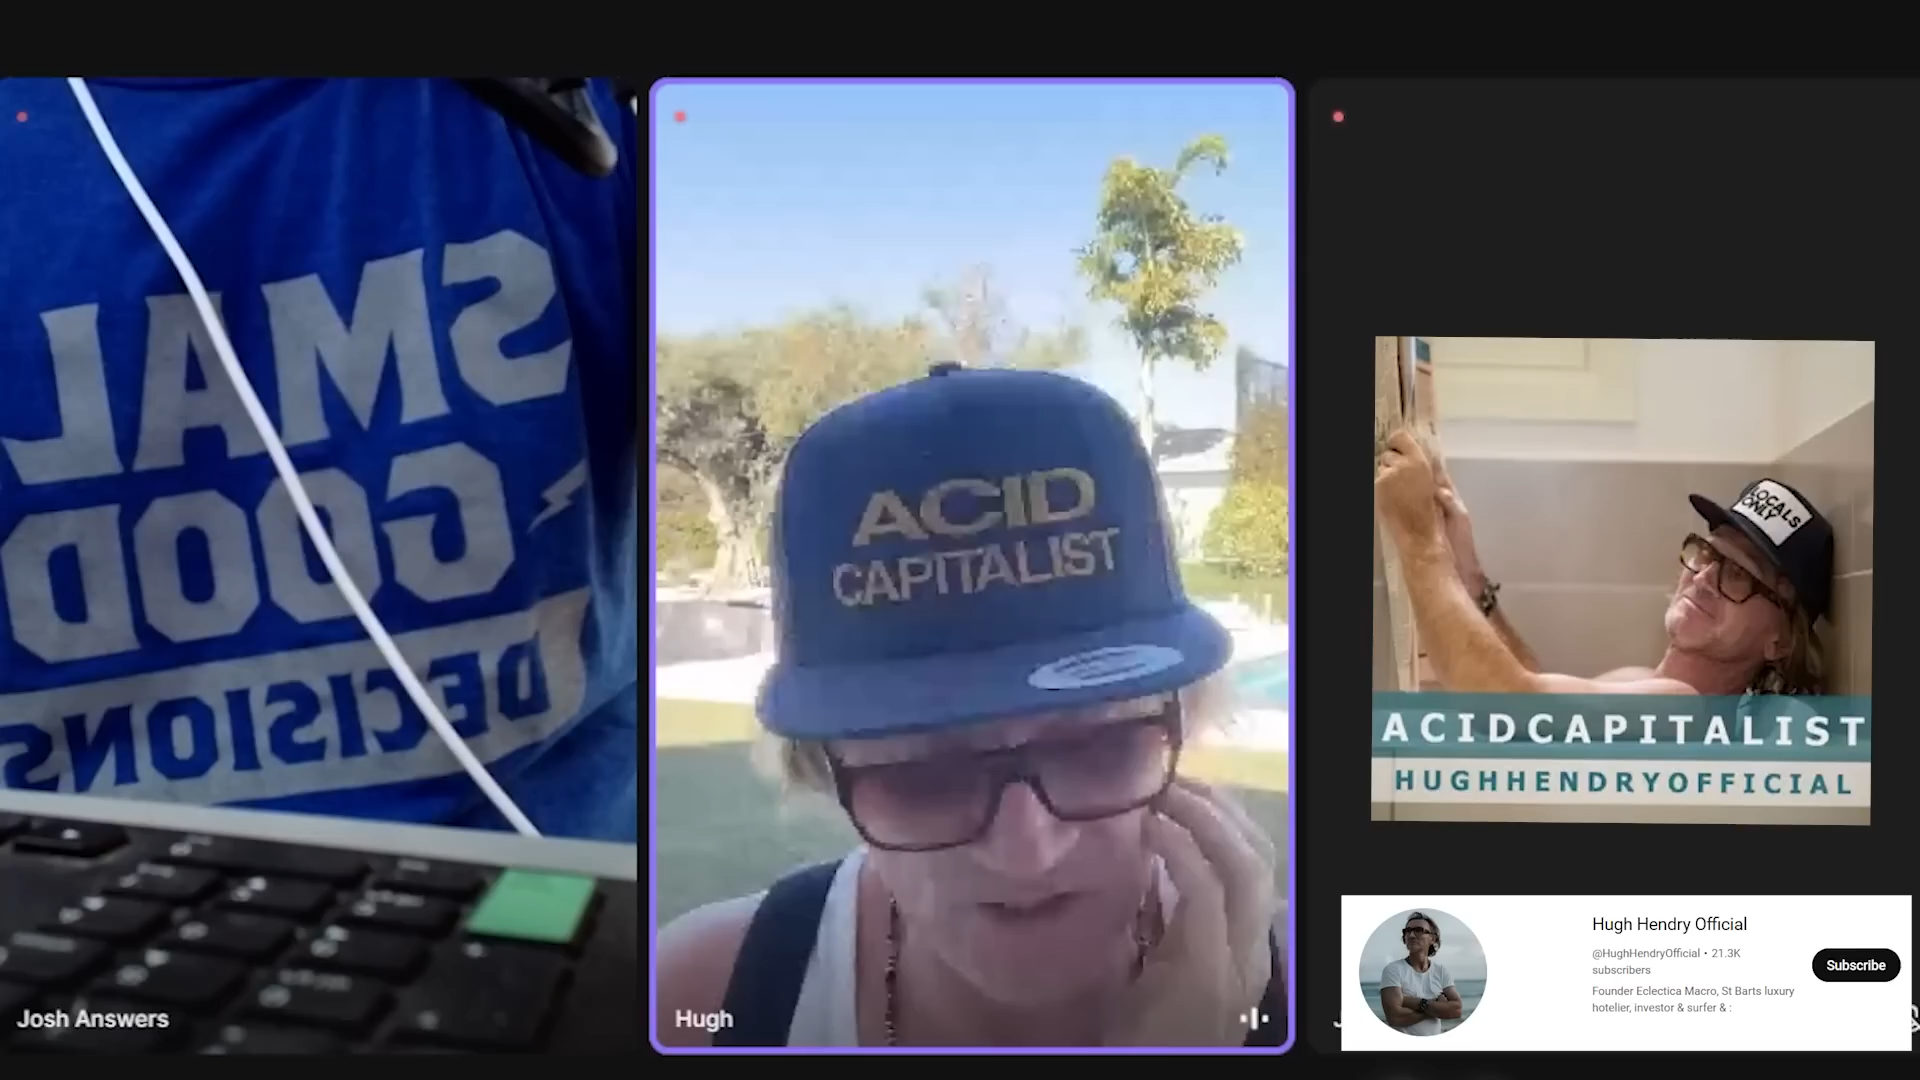 SMALL
GOOD
DECISIONS
Josh Answers
ACID
CAPITALIST
Hugh
LOCALS
ONLY
ACIDCAPITALIST
HUGHHENDRYOFFICIAL
Hugh Hendry Official
@HughHendryOfficial • 21.3K
subscribers
Founder Eclectica Macro, St Barts luxury
hotelier, investor & surfer & :
Subscribe